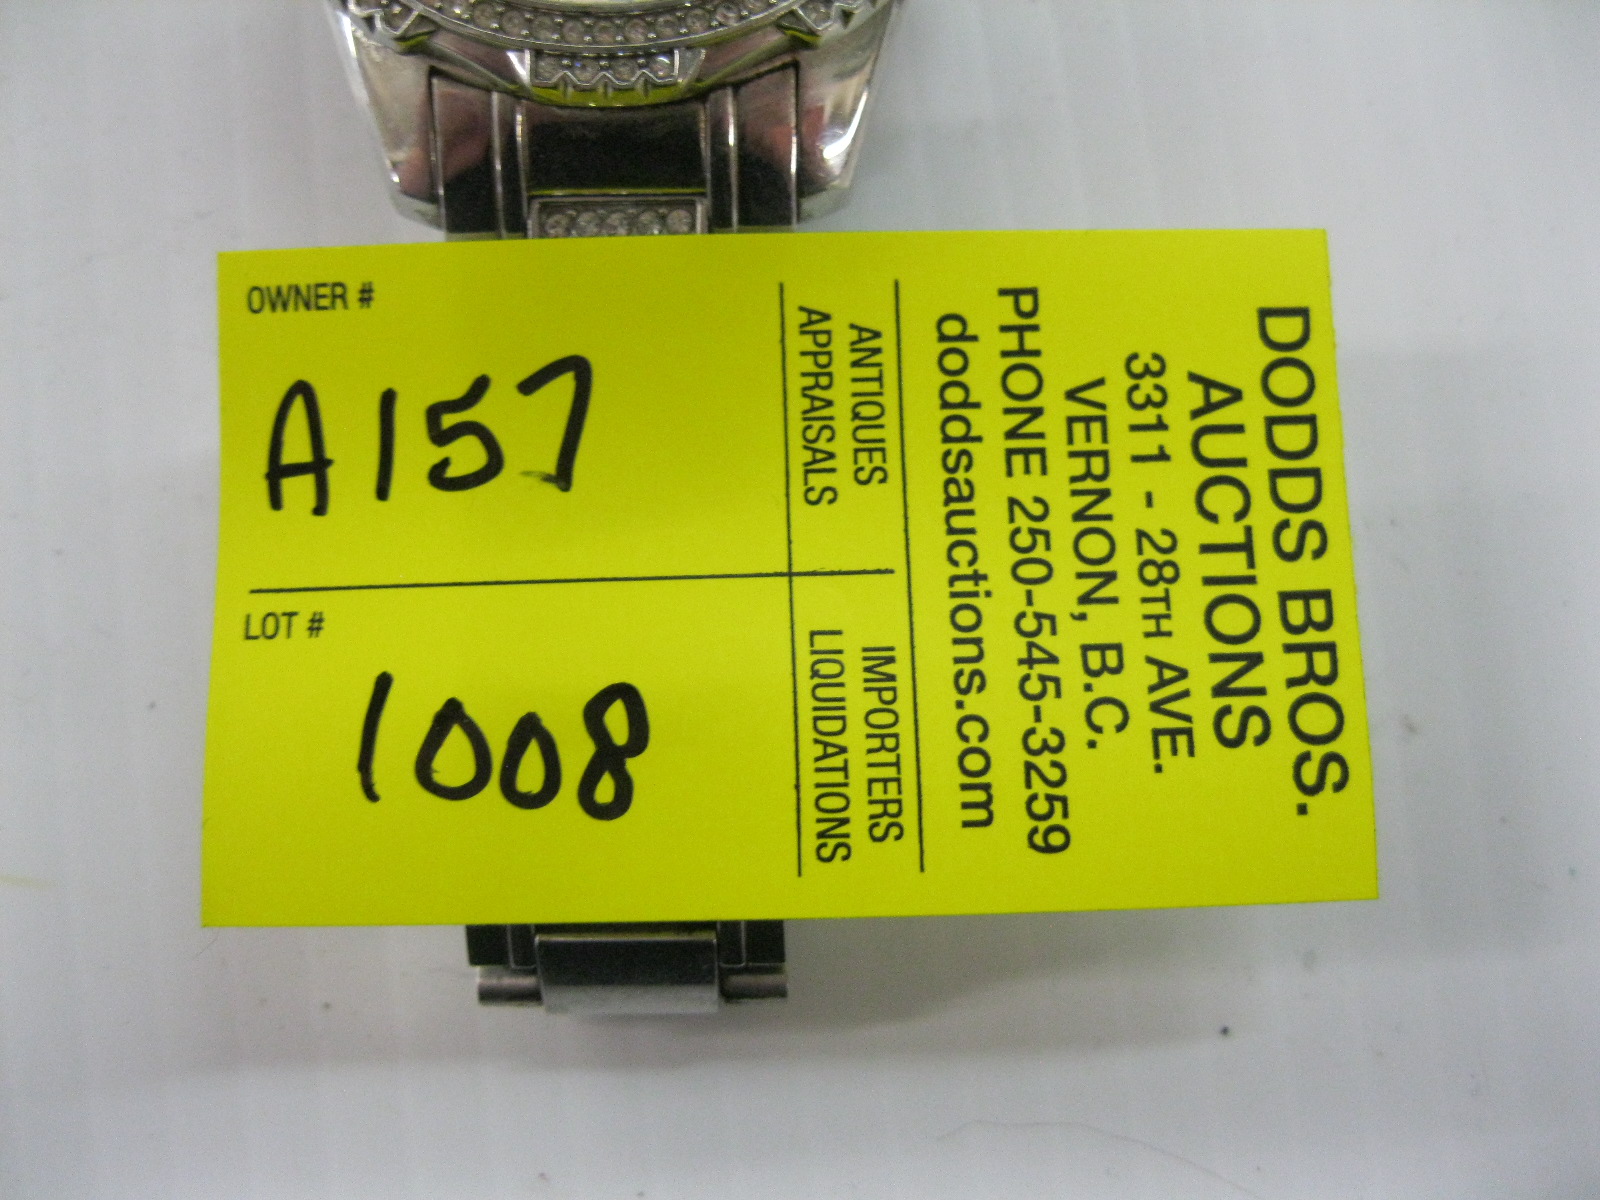 OWNER #
A157
LOT #
1008
DODDS BROS.
AUCTIONS
3311 - 28TH AVE.
VERNON, B.C.
PHONE 250-545-3259
doddsauctions.com
ANTIQUES
APPRAISALS
IMPORTERS
LIQUIDATIONS